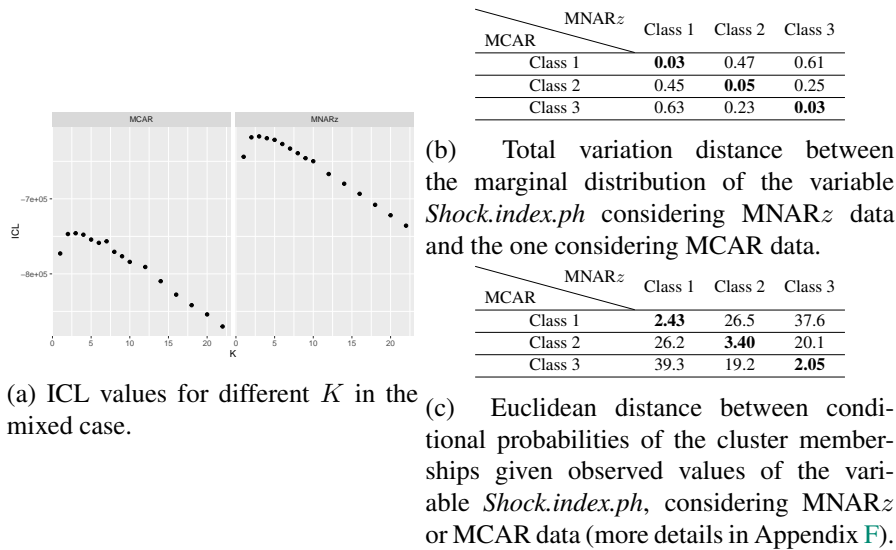 MCAR
MNARz
−7e+05
−8e+05
ICL
0 5 10 15 20 0 5 10 15 20
K
(a) ICL values for different K in the
mixed case.
MNARz
MCAR
Class 1 Class 2 Class 3
Class 1 0.03 0.47 0.61
Class 2 0.45 0.05 0.25
Class 3 0.63 0.23 0.03
(b) Total variation distance between
the marginal distribution of the variable
Shock.index.ph considering MNARz data
and the one considering MCAR data.
MNARz
MCAR
Class 1 Class 2 Class 3
Class 1 2.43 26.5 37.6
Class 2 26.2 3.40 20.1
Class 3 39.3 19.2 2.05
(c) Euclidean distance between condi-
tional probabilities of the cluster member-
ships given observed values of the vari-
able Shock.index.ph, considering MNARz
or MCAR data (more details in Appendix F).